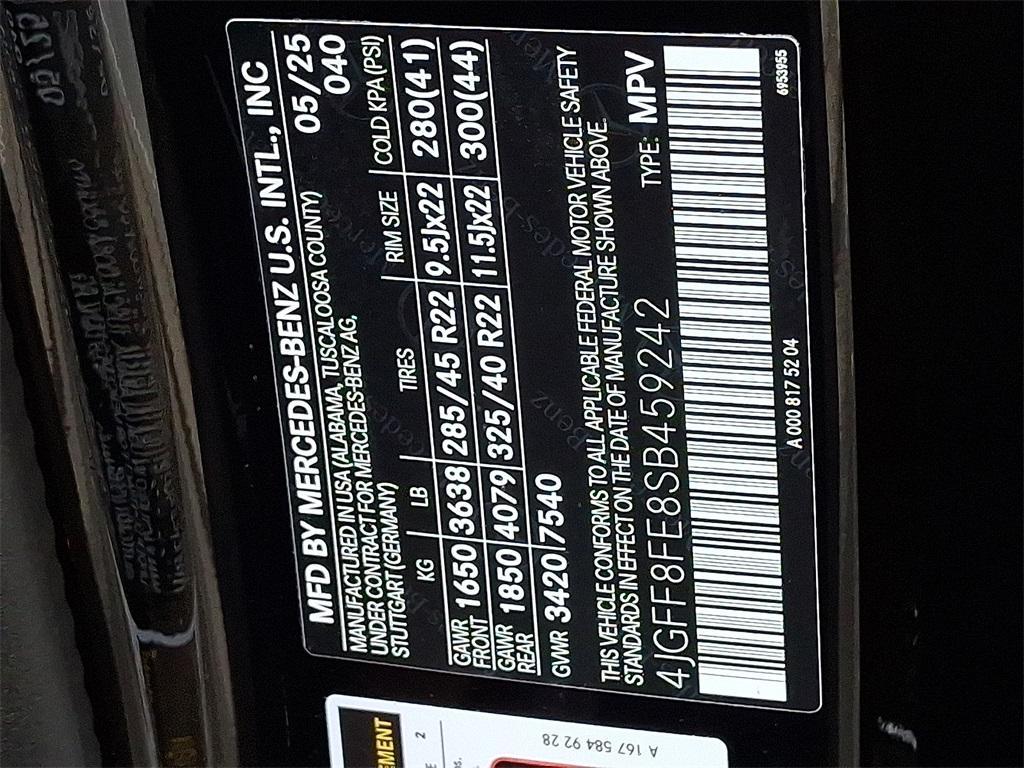 MFD BY MERCEDES-BENZ U.S. INTL., INC
MANUFACTURED IN USA (ALABAMA, TUSCALOOSA COUNTY) 05/25
UNDER CONTRACT FOR MERCEDES-BENZ AG, 040
STUTTGART (GERMANY)
KG LB TIRES RIM SIZE COLD KPA (PSI)
GAWR FRONT 1650 3638 285/45 R22 9.5Jx22 280(41)
GAWR REAR 1850 4079 325/40 R22 11.5Jx22 300(44)
GVWR 3420 7540
THIS VEHICLE CONFORMS TO ALL APPLICABLE FEDERAL MOTOR VEHICLE SAFETY
STANDARDS IN EFFECT ON THE DATE OF MANUFACTURE SHOWN ABOVE.
4JGFF8FE8SB459242 TYPE: MPV
A 000 817 52 04 6953955
A 167 584 92 28
2